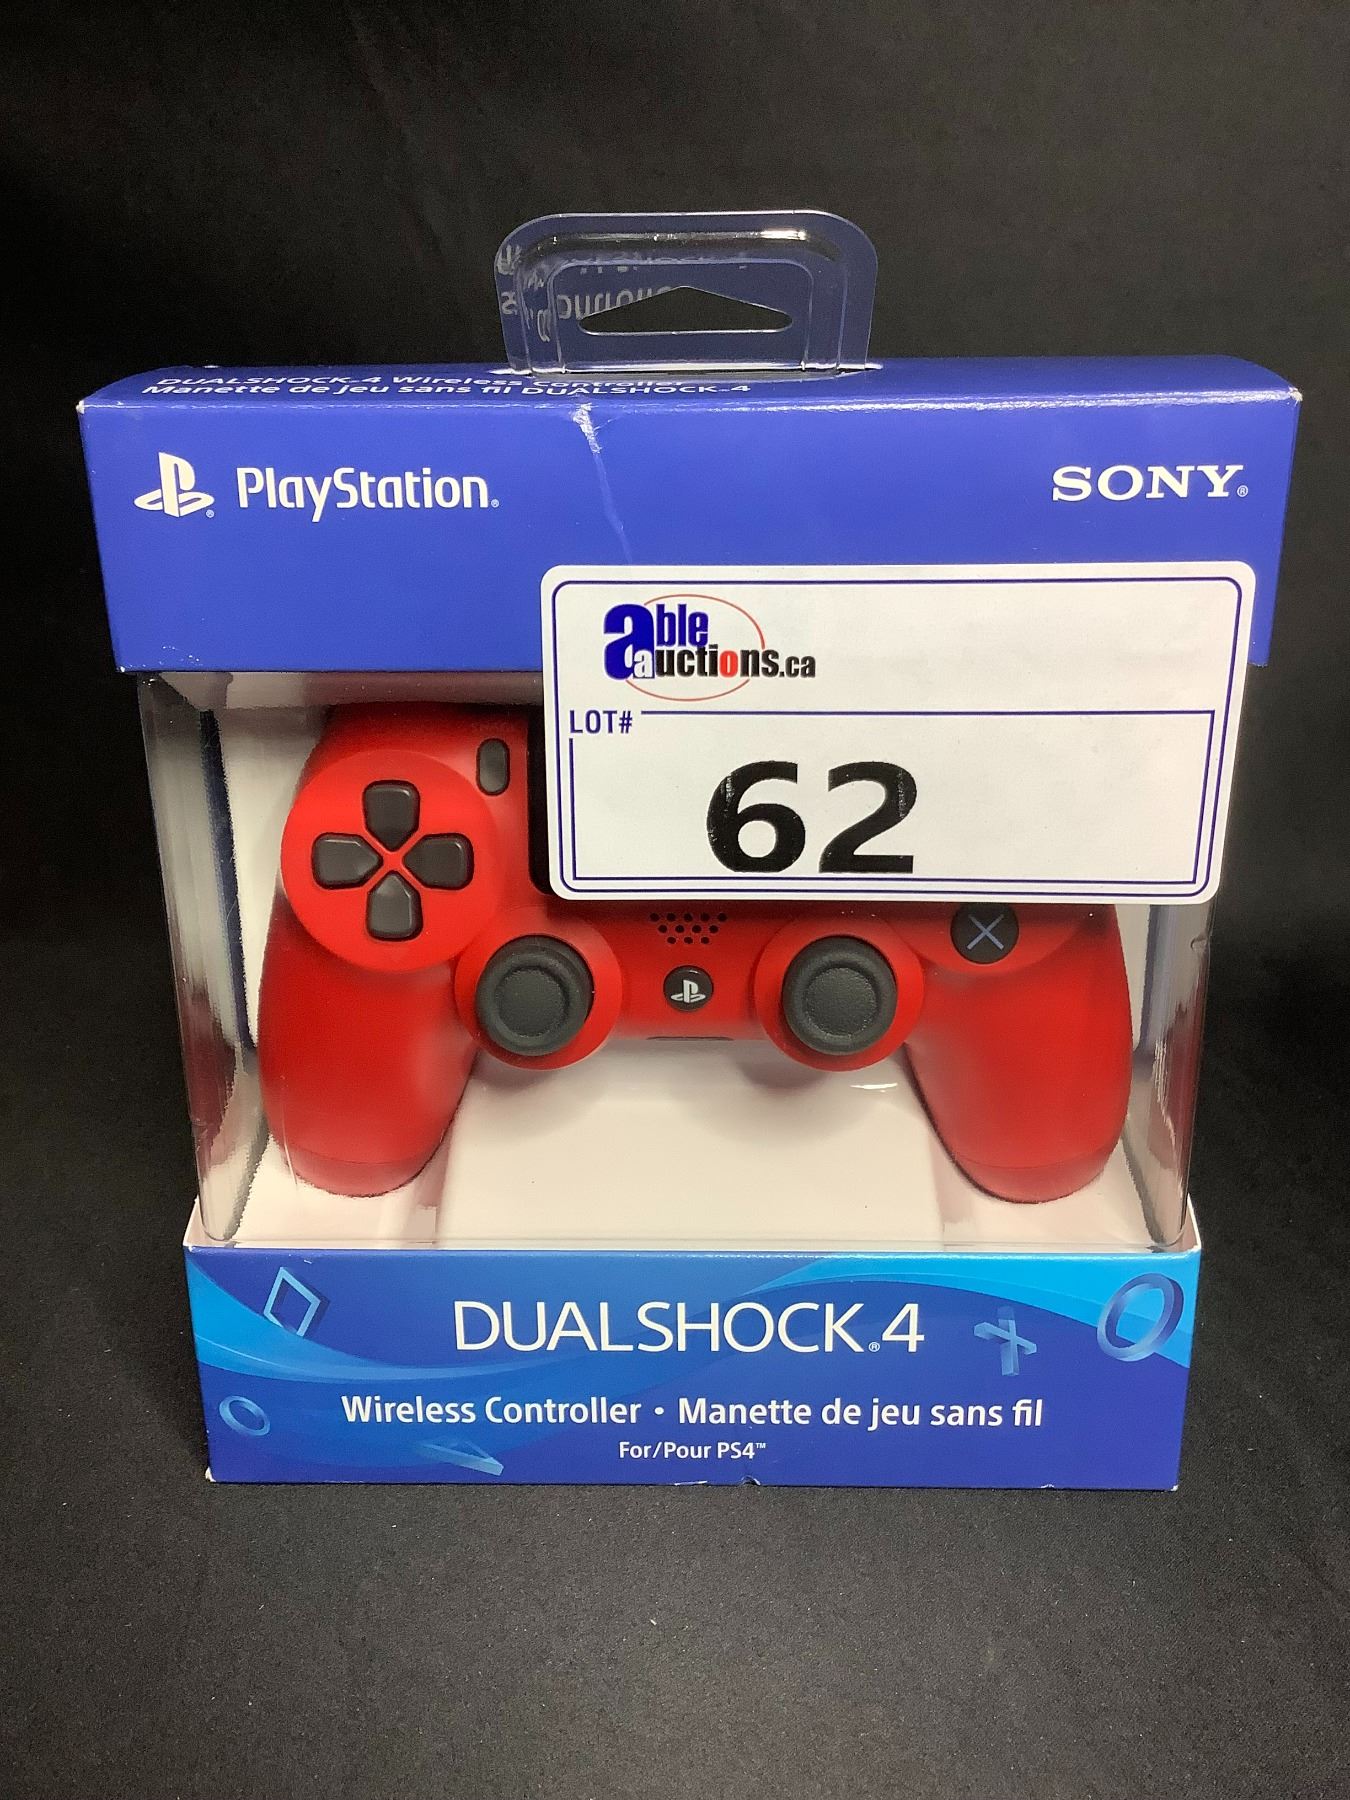 DUALSHOCK®4 Wireless Controller
Manette de jeu sans fil DUALSHOCK®4
PlayStation®
SONY®
able
auctions.ca
LOT#
62
DUALSHOCK®4
Wireless Controller • Manette de jeu sans fil
For/Pour PS4™